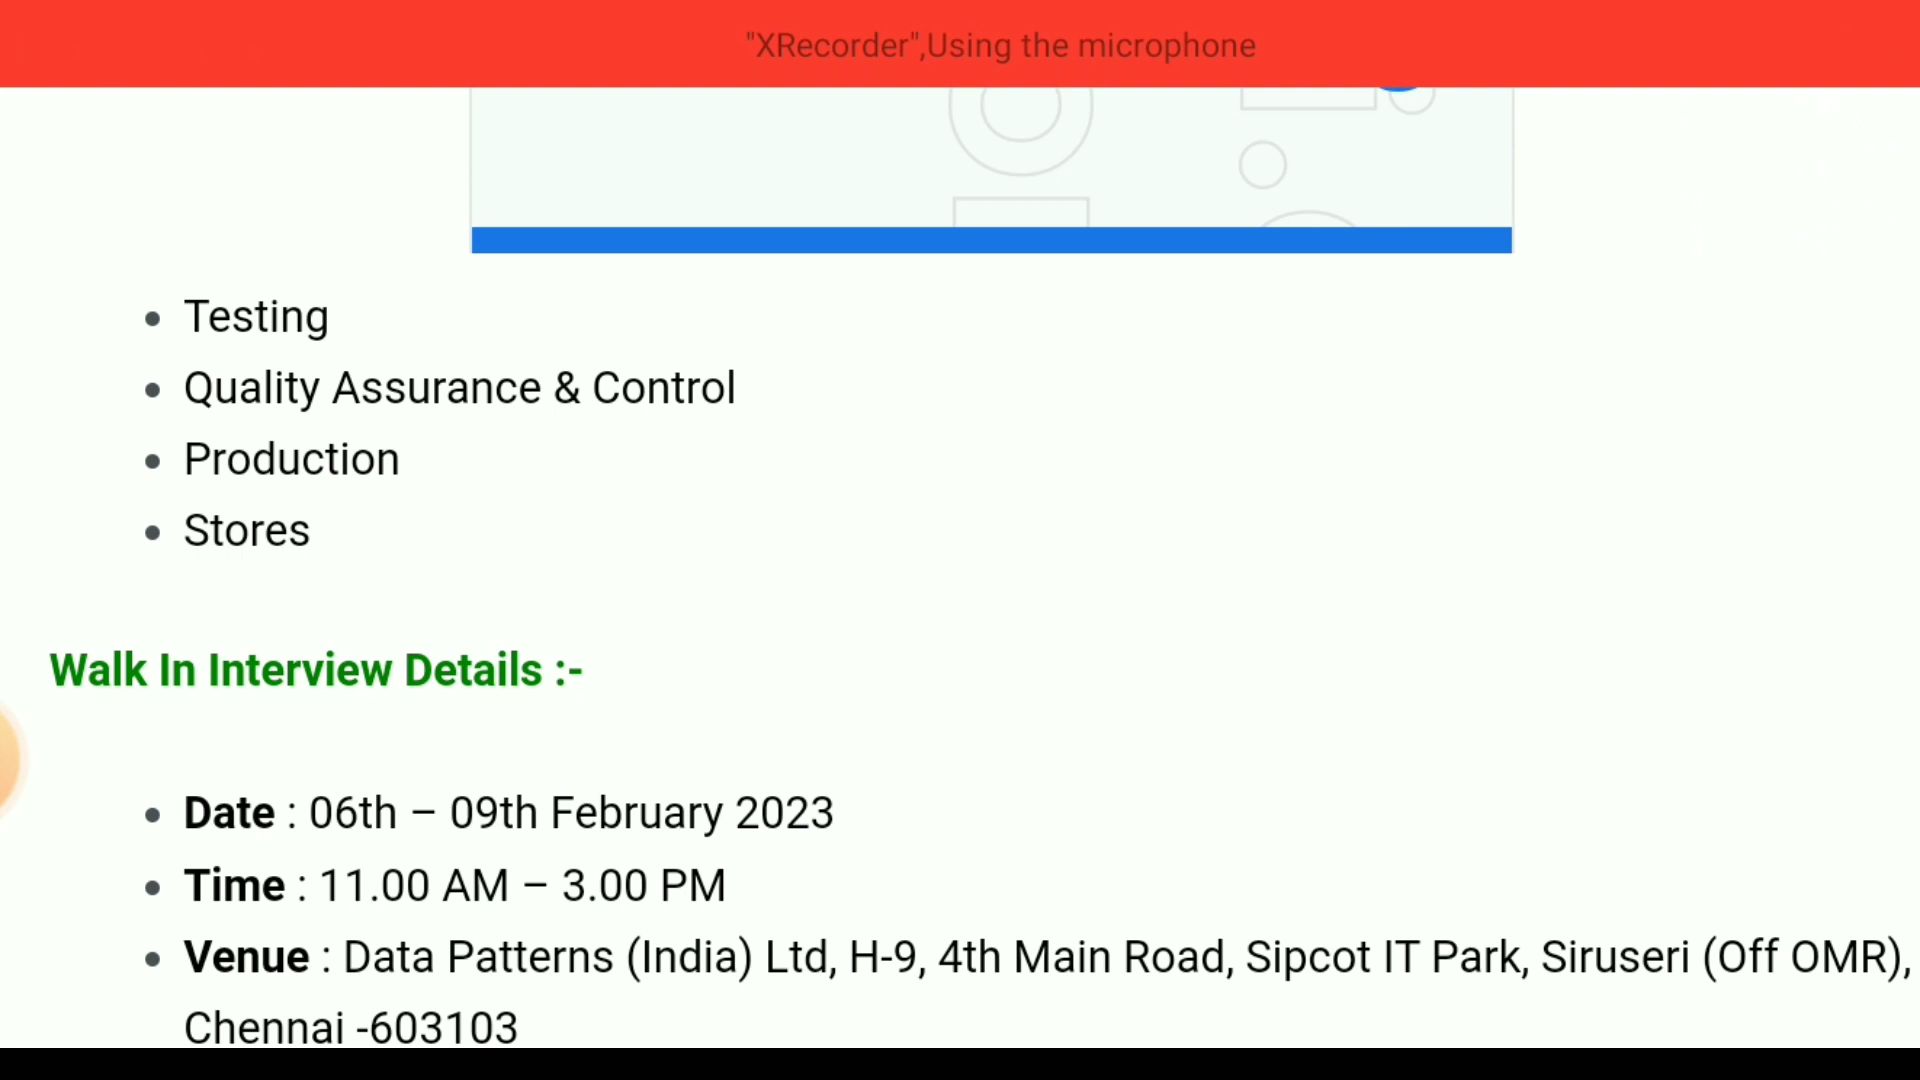 "XRecorder",Using the microphone
Testing
Quality Assurance & Control
Production
Stores
Walk In Interview Details :-
Date : 06th – 09th February 2023
Time : 11.00 AM – 3.00 PM
Venue : Data Patterns (India) Ltd, H-9, 4th Main Road, Sipcot IT Park, Siruseri (Off OMR),
Chennai -603103